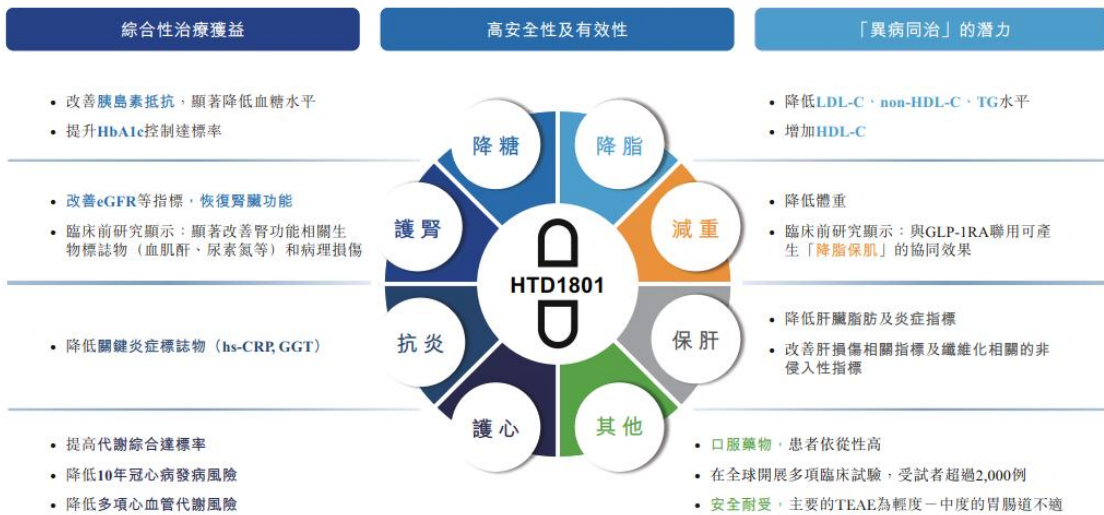 綜合性治療獲益
高安全性及有效性
「異病同治」的潛力
• 改善胰島素抵抗，顯著降低血糖水平
• 提升HbA1c控制達標率
• 改善eGFR等指標，恢復腎臟功能
• 臨床前研究顯示：顯著改善腎功能相關生
物標誌物（血肌酐、尿素氮等）和病理損傷
• 降低關鍵炎症標誌物（hs-CRP, GGT）
• 提高代謝綜合達標率
• 降低10年冠心病發病風險
• 降低多項心血管代謝風險
降糖
降脂
護腎
減重
HTD1801
抗炎
保肝
護心
其他
• 降低LDL-C、non-HDL-C、TG水平
• 增加HDL-C
• 降低體重
• 臨床前研究顯示：與GLP-1RA聯用可產
生「降脂保肌」的協同效果
• 降低肝臟脂肪及炎症指標
• 改善肝損傷相關指標及纖維化相關的非
侵入性指標
• 口服藥物，患者依從性高
• 在全球開展多項臨床試驗，受試者超過2,000例
• 安全耐受，主要的TEAE為輕度－中度的胃腸道不適